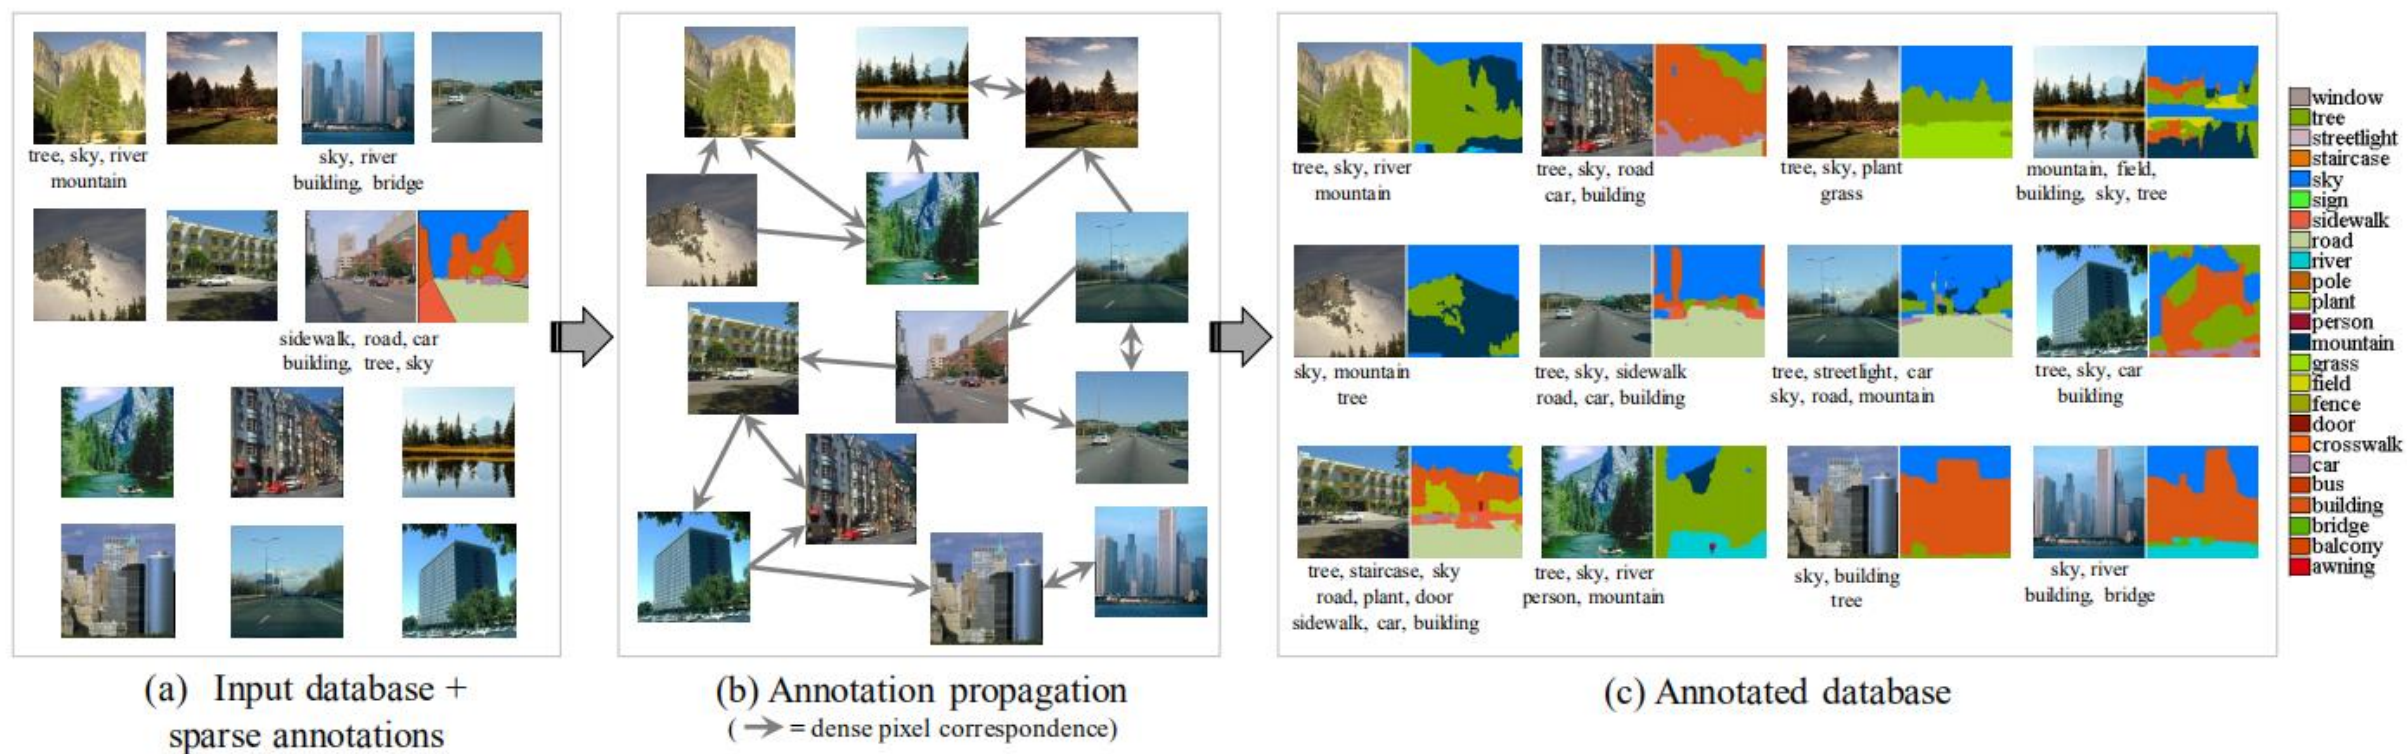 tree, sky, river
mountain
sky, river
building, bridge
sidewalk, road, car
building, tree, sky
(a) Input database +
sparse annotations
(b) Annotation propagation
( = dense pixel correspondence)
tree, sky, river
mountain
tree, sky, road
car, building
tree, sky, plant
grass
mountain, field,
building, sky, tree
sky, mountain
tree
tree, sky, sidewalk
road, car, building
tree, streetlight, car
sky, road, mountain
tree, sky, car
building
tree, staircase, sky
road, plant, door
sidewalk, car, building
tree, sky, river
person, mountain
sky, building
tree
sky, river
building, bridge
(c) Annotated database
window
tree
streetlight
staircase
sky
sign
sidewalk
road
river
pole
plant
person
mountain
grass
field
fence
door
crosswalk
car
bus
building
bridge
balcony
awning